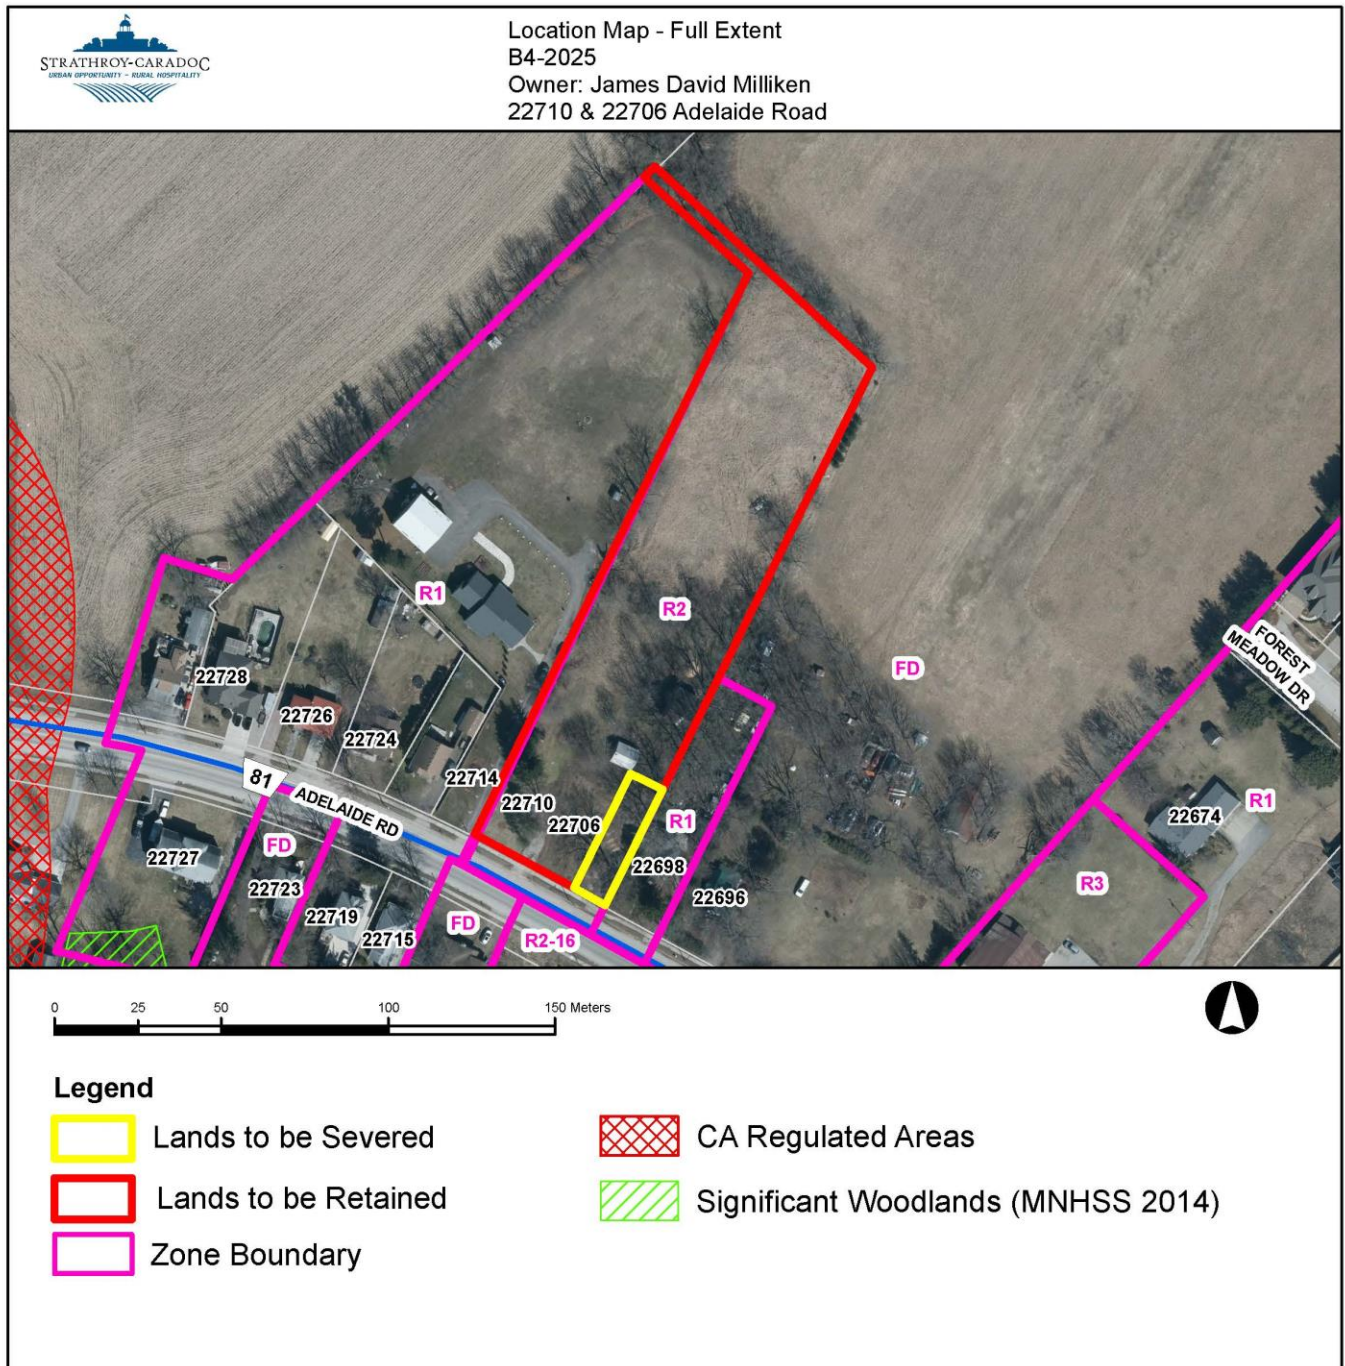 STRATHROY-CARADOC
URBAN OPPORTUNITY ~ RURAL HOSPITALITY
Location Map - Full Extent
B4-2025
Owner: James David Milliken
22710 & 22706 Adelaide Road
R1
R2
FD
FOREST
MEADOW DR
22728
22726
22724
22714
22710
22706
81
ADELAIDE RD
R1
22698
22696
22674
R1
R3
22727
FD
22723
22719
22715
FD
R2-16
0 25 50 100 150 Meters
Legend
Lands to be Severed
Lands to be Retained
Zone Boundary
CA Regulated Areas
Significant Woodlands (MNHSS 2014)